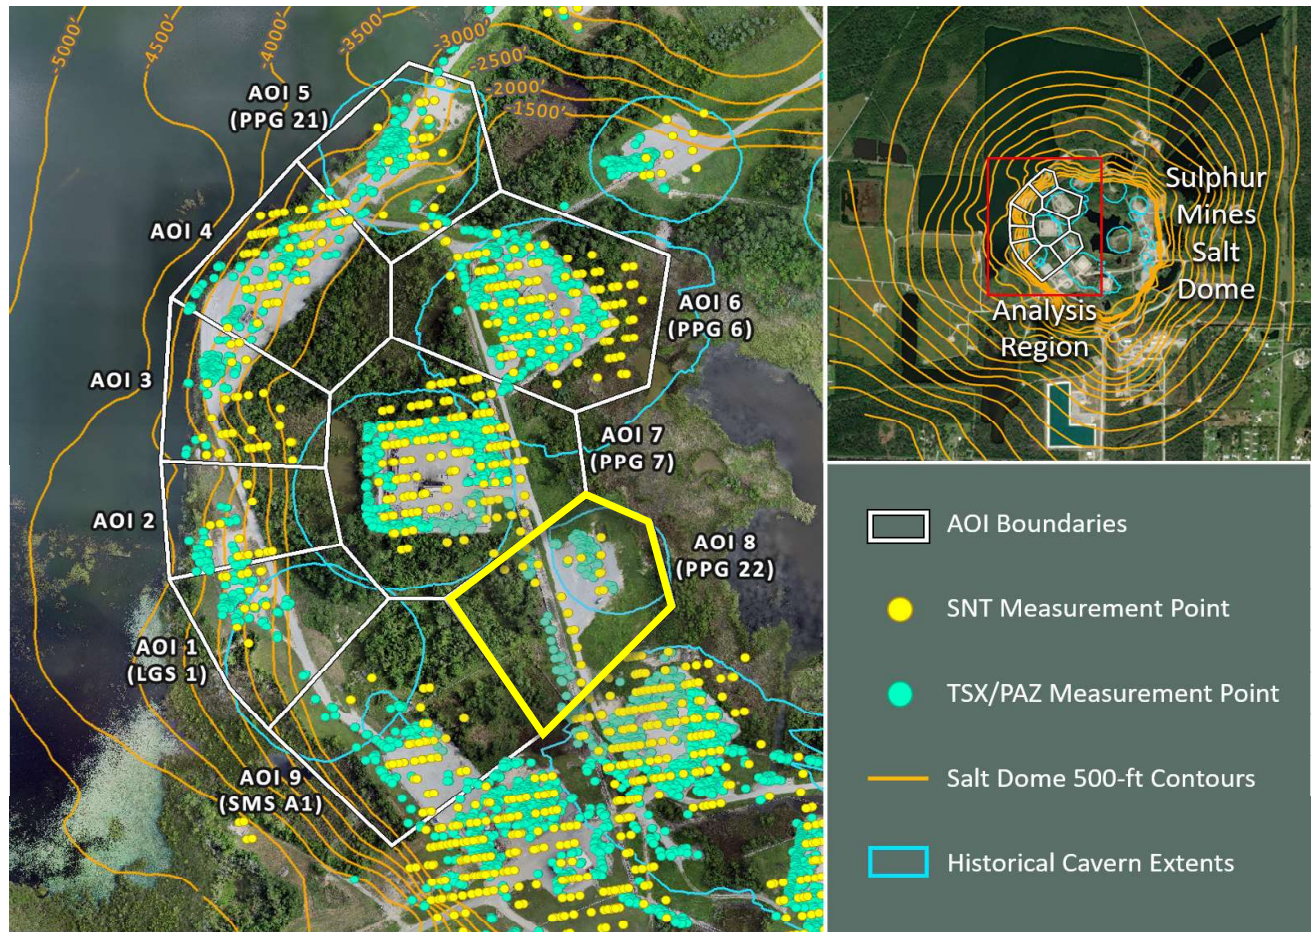 -5000'
-4500'
-4000'
-3500'
-3000'
-2500'
-2000'
-1500'
AOI 5
(PPG 21)
AOI 4
AOI 3
AOI 2
AOI 1
(LGS 1)
AOI 6
(PPG 6)
AOI 7
(PPG 7)
AOI 8
(PPG 22)
AOI 9
(SMS A1)
Sulphur
Mines
Salt
Dome
Analysis
Region
AOI Boundaries
SNT Measurement Point
TSX/PAZ Measurement Point
Salt Dome 500-ft Contours
Historical Cavern Extents